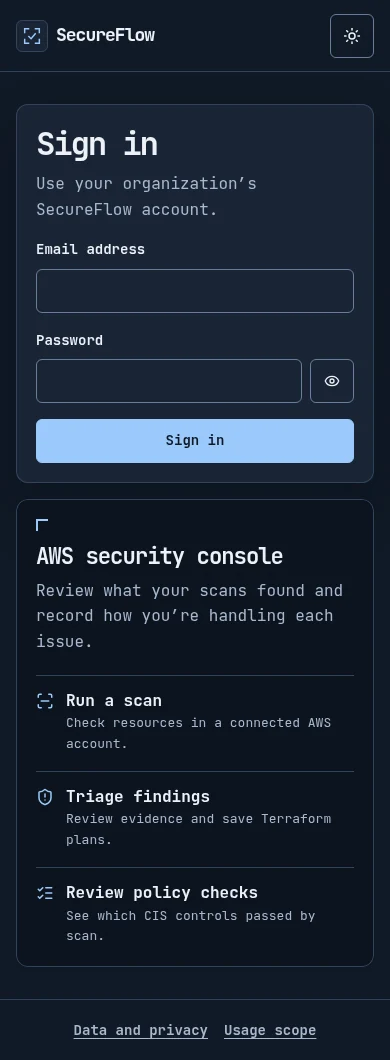 SecureFlow
Sign in
Use your organization’s
SecureFlow account.
Email address
Password
Sign in
AWS security console
Review what your scans found and
record how you’re handling each
issue.
Run a scan
Check resources in a connected AWS
account.
Triage findings
Review evidence and save Terraform
plans.
Review policy checks
See which CIS controls passed by
scan.
Data and privacy Usage scope